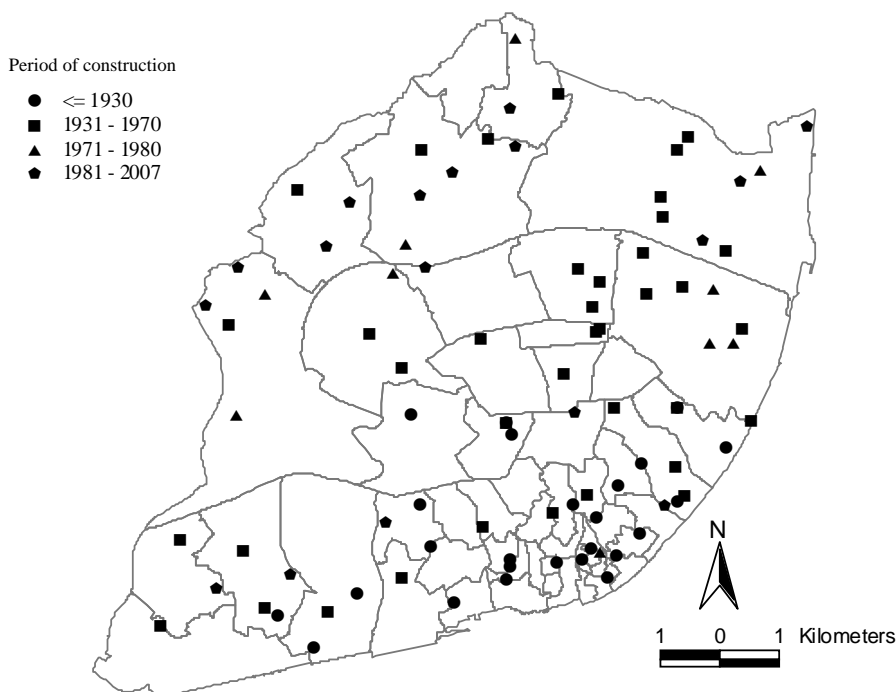 Period of construction
<= 1930
1931 - 1970
1971 - 1980
1981 - 2007
N
1 0 1 Kilometers